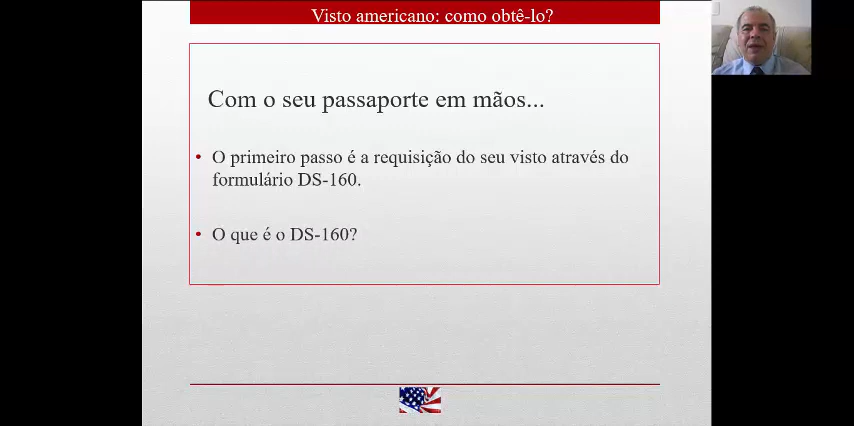 Visto americano: como obtê-lo?
Com o seu passaporte em mãos...
• O primeiro passo é a requisição do seu visto através do
formulário DS-160.
• O que é o DS-160?